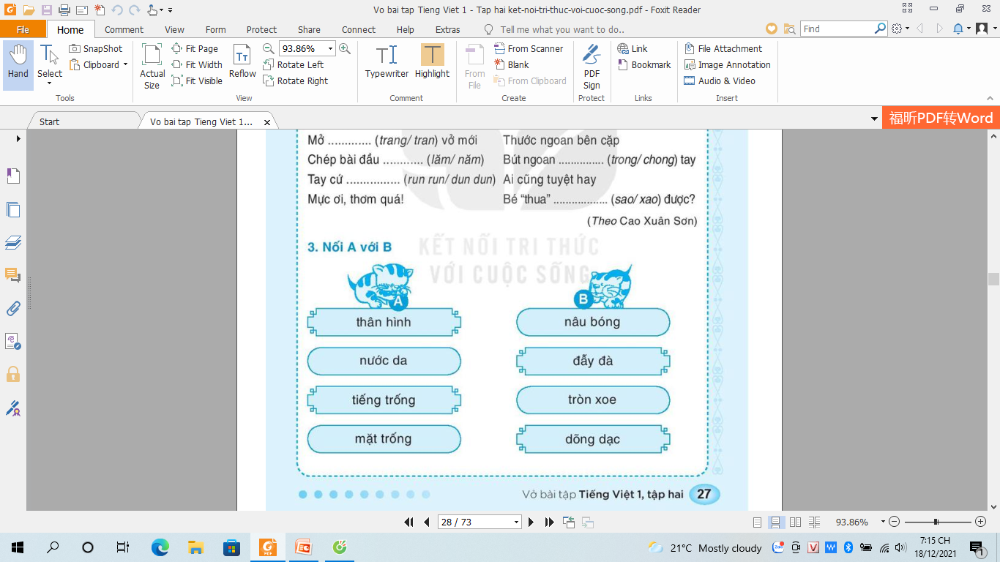 Vo bai tap Tieng Viet 1 - Tap hai ket-noi-tri-thuc-voi-cuoc-song.pdf - Foxit Reader
File Home Comment View Form Protect Share Connect Help Extras Tell me what you want to do.. Find
Hand
Select
SnapShot
Clipboard
Tools
Actual Size
Fit Page
Fit Width
Fit Visible
Reflow
93.86%
Rotate Left
Rotate Right
View
Typewriter
Highlight
Comment
From File
From Scanner
Blank
From Clipboard
Create
PDF Sign
Protect
Link
Bookmark
Links
File Attachment
Image Annotation
Audio & Video
Insert
Start
Vo bai tap Tieng Viet 1...
福昕PDF转Word
Mở ............. (trang/ tran) vở mới
Chép bài đầu ............ (lăm/ năm)
Tay cứ ................ (run run/ dun dun)
Mực ơi, thơm quá!
Thước ngoan bên cặp
Bút ngoan .............. (trong/ chong) tay
Ai cũng tuyệt hay
Bé “thua” ................. (sao/ xao) được?
(Theo Cao Xuân Sơn)
KẾT NỐI TRI THỨC
VỚI CUỘC SỐNG
3. Nối A với B
A
B
thân hình
nâu bóng
nước da
đẫy đà
tiếng trống
tròn xoe
mặt trống
dõng dạc
Vở bài tập Tiếng Việt 1, tập hai 27
28 / 73
93.86%
21°C Mostly cloudy
7:15 CH
18/12/2021
1